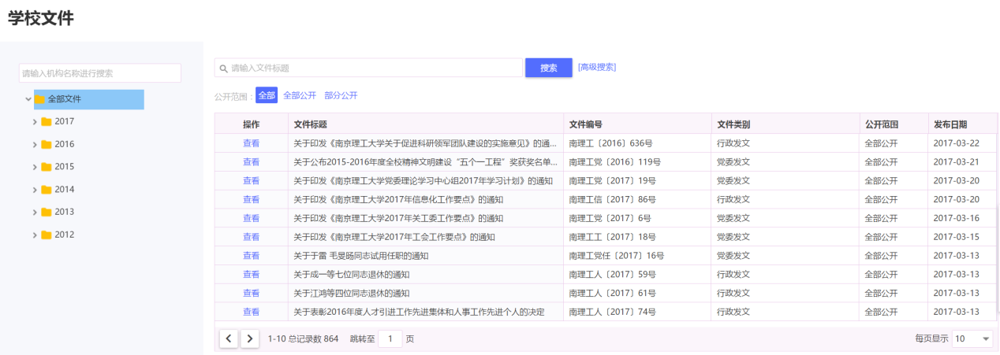 学校文件
请输入机构名称进行搜索
全部文件
2017
2016
2015
2014
2013
2012
请输入文件标题 搜索 [高级搜索]
公开范围： 全部 全部公开 部分公开
操作 文件标题 文件编号 文件类别 公开范围 发布日期
查看 关于印发《南京理工大学关于促进科研领军团队建设的实施意见》的通... 南理工〔2016〕636号 行政发文 全部公开 2017-03-22
查看 关于公布2015-2016年度全校精神文明建设“五个一工程”奖获奖名单... 南理工党〔2016〕119号 党委发文 全部公开 2017-03-21
查看 关于印发《南京理工大学党委理论学习中心组2017年学习计划》的通知 南理工党〔2017〕19号 党委发文 全部公开 2017-03-20
查看 关于印发《南京理工大学2017年信息化工作要点》的通知 南理工信〔2017〕86号 行政发文 全部公开 2017-03-20
查看 关于印发《南京理工大学2017年关工委工作要点》的通知 南理工党〔2017〕6号 党委发文 全部公开 2017-03-16
查看 关于印发《南京理工大学2017年工会工作要点》的通知 南理工工〔2017〕18号 党委发文 全部公开 2017-03-15
查看 关于于雷 毛旻旸同志试用任职的通知 南理工党任〔2017〕16号 党委发文 全部公开 2017-03-13
查看 关于成一等七位同志退休的通知 南理工人〔2017〕59号 行政发文 全部公开 2017-03-13
查看 关于江鸿等四位同志退休的通知 南理工人〔2017〕61号 行政发文 全部公开 2017-03-13
查看 关于表彰2016年度人才引进工作先进集体和人事工作先进个人的决定 南理工人〔2017〕74号 行政发文 全部公开 2017-03-13
1-10 总记录数 864 跳转至 1 页 每页显示 10